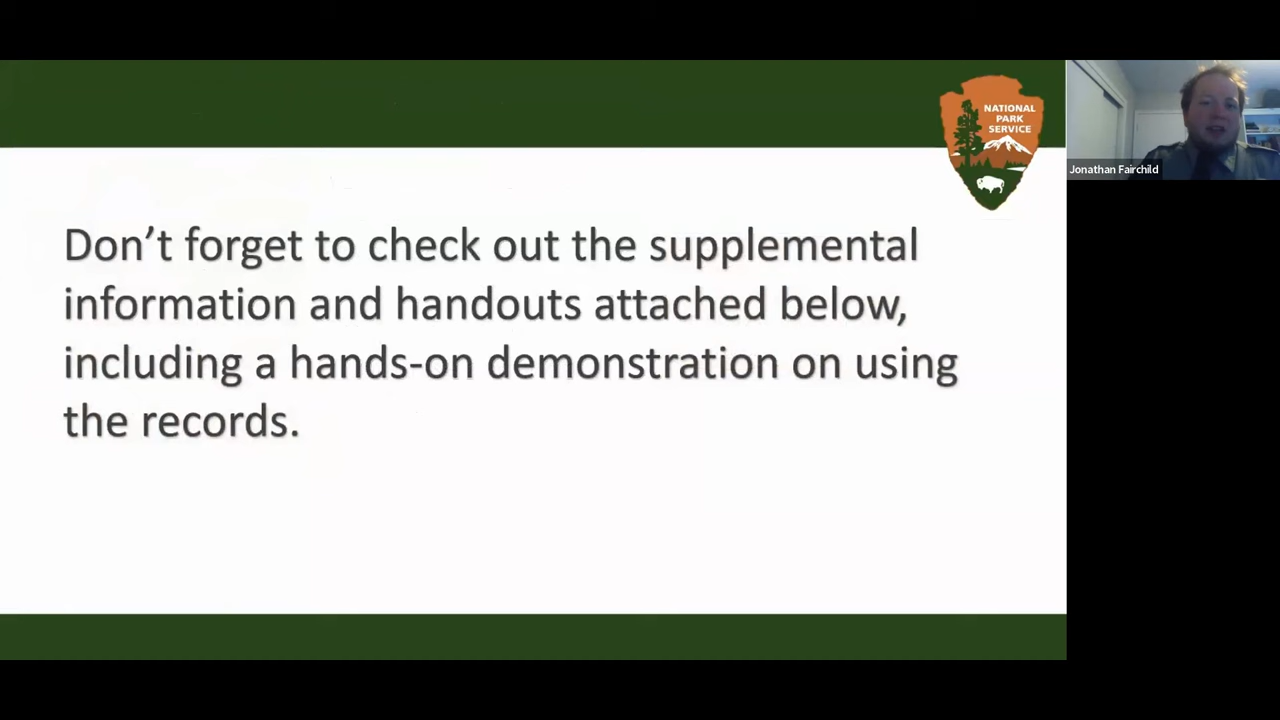 NATIONAL
PARK
SERVICE
Jonathan Fairchild
Don’t forget to check out the supplemental
information and handouts attached below,
including a hands-on demonstration on using
the records.